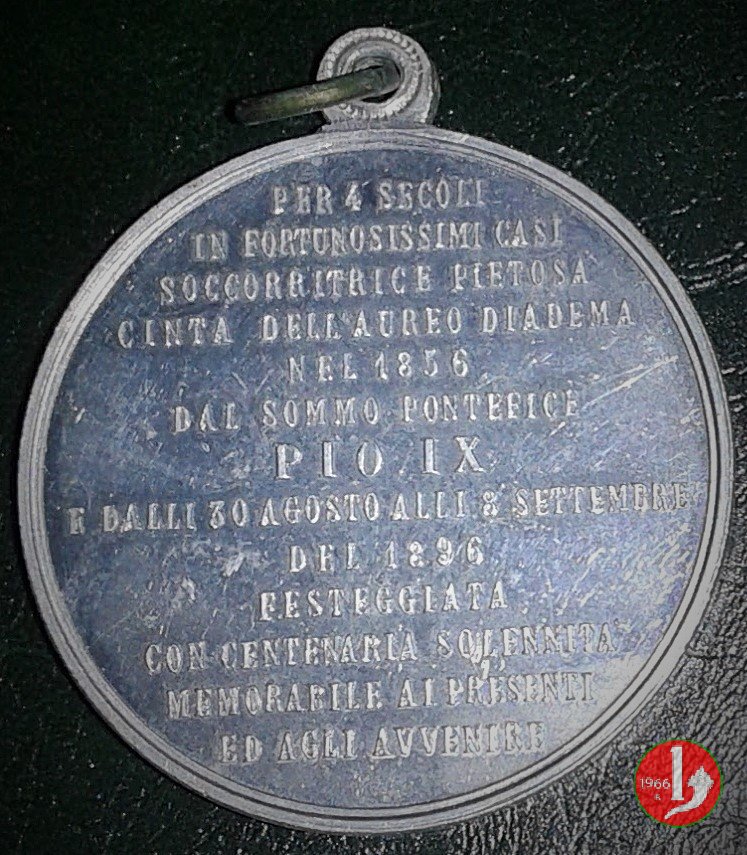 PER 4 SECOLI
IN FORTUNOSISSIMI CASI
SOCCORRITRICE PIETOSA
CINTA DELL'AUREO DIADEMA
NEL 1856
DAL SOMMO PONTEFICE
PIO IX
E DALLI 30 AGOSTO ALLI 8 SETTEMBRE
DEL 1896
FESTEGGIATA
CON CENTENARIA SOLENNITÀ
MEMORABILE AI PRESENTI
ED AGLI AVVENIRE
1966